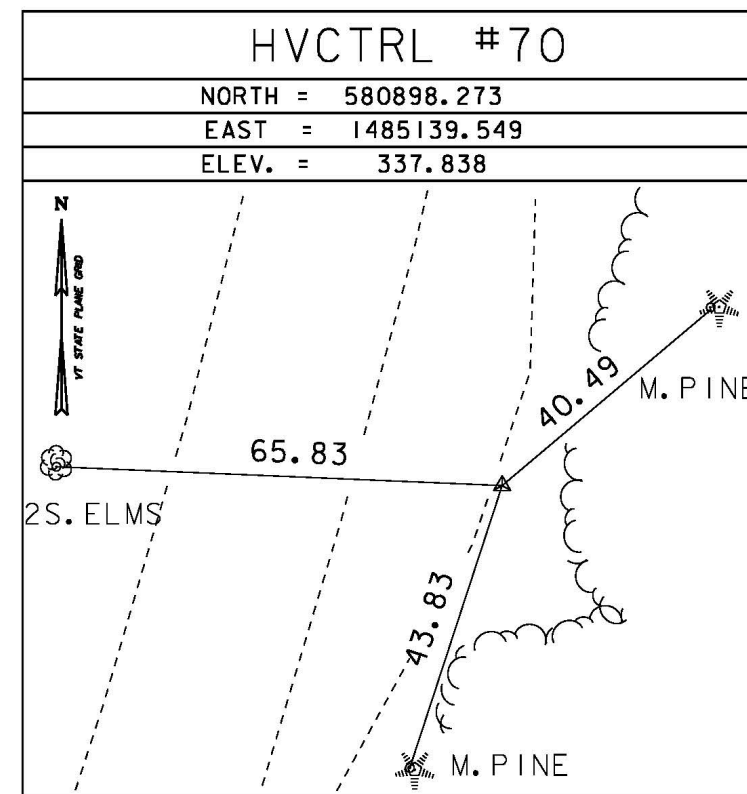 HVCTRL #70
NORTH = 580898.273
EAST = 1485139.549
ELEV. = 337.838
N
VT STATE PLANE GRID
40.49
M. PINE
65.83
2S. ELMS
43.83
M. PINE